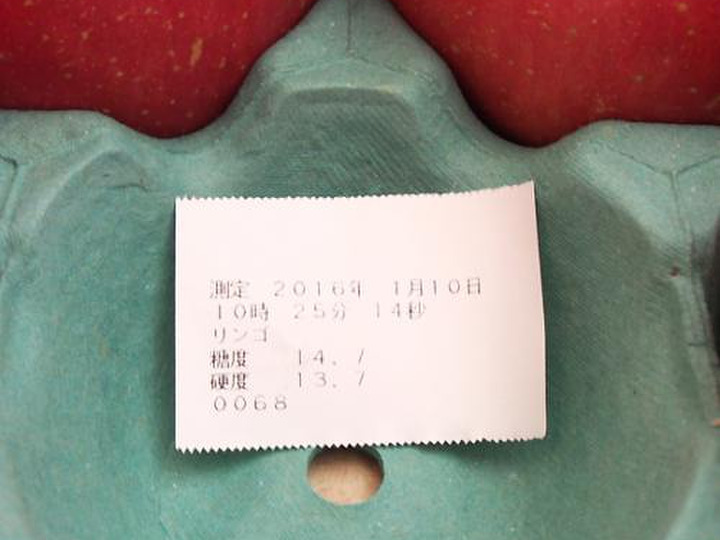 測定 2016年 1月10日
10時 25分 14秒
リンゴ
糖度 14.7
硬度 13.7
0068